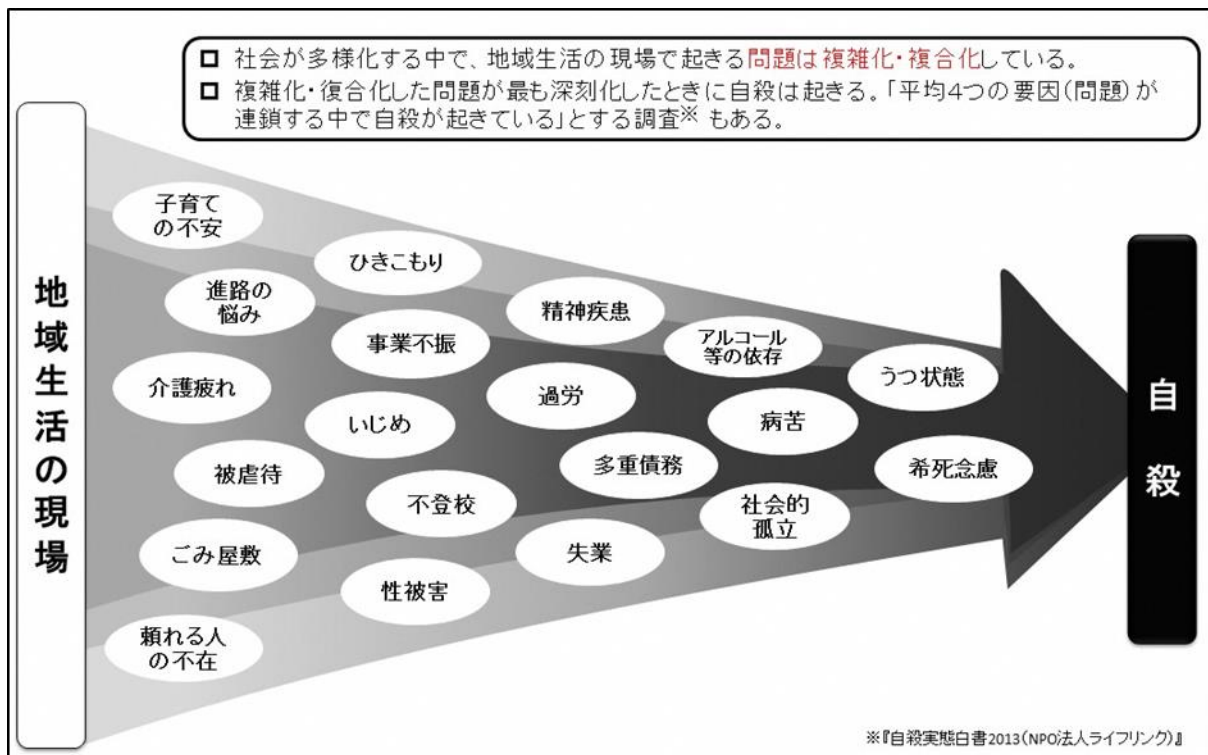 □ 社会が多様化する中で、地域生活の現場で起きる問題は複雑化・複合化している。
□ 複雑化・復合化した問題が最も深刻化したときに自殺は起きる。「平均4つの要因(問題)が
連鎖する中で自殺が起きている」とする調査※ もある。
地域生活の現場
子育て
の不安
進路の
悩み
介護疲れ
被虐待
ごみ屋敷
頼れる人
の不在
ひきこもり
事業不振
いじめ
不登校
性被害
精神疾患
過労
多重債務
失業
アルコール
等の依存
病苦
社会的
孤立
うつ状態
希死念慮
自殺
※『自殺実態白書2013(NPO法人ライフリンク)』